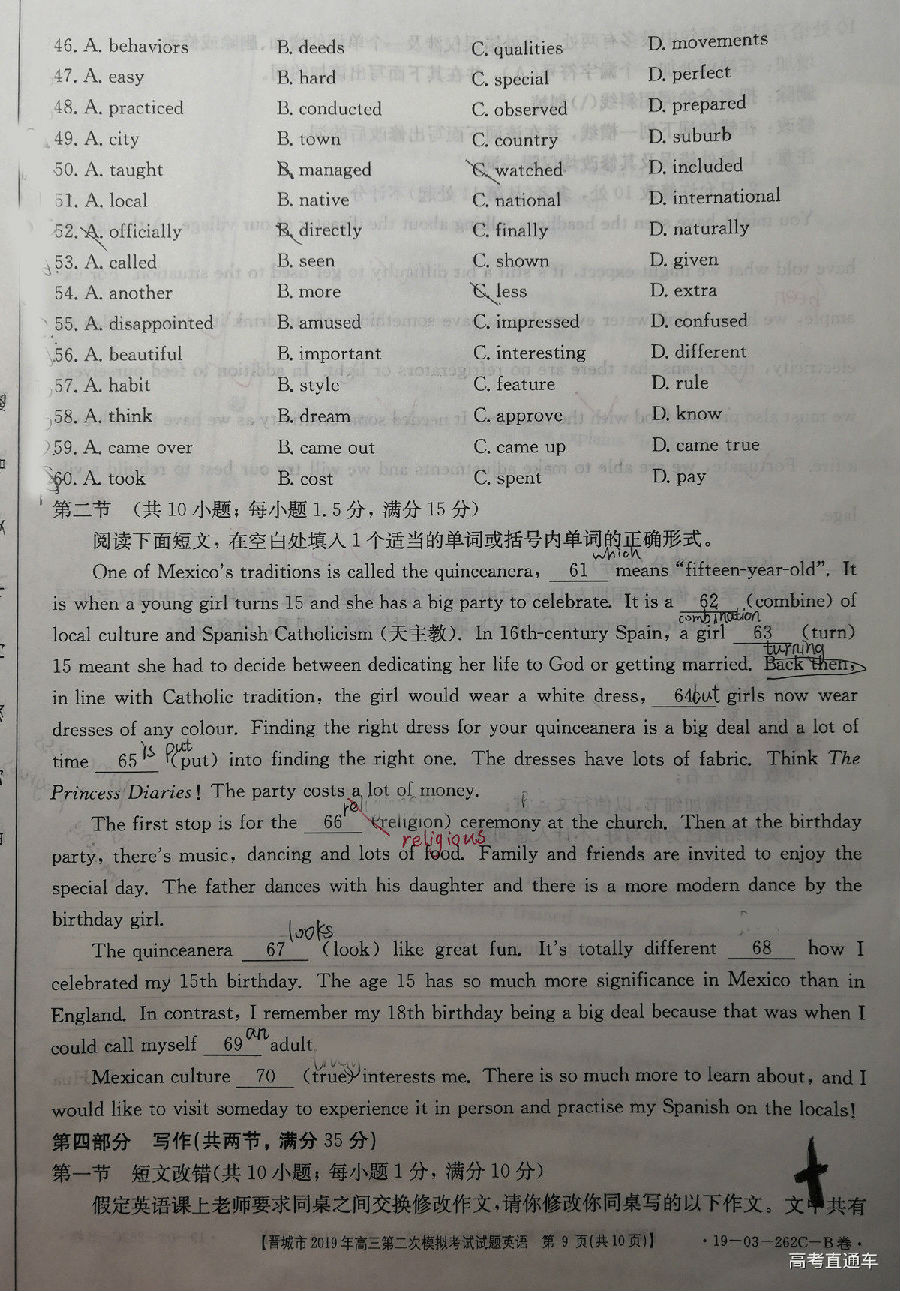 46. A. behaviors B. deeds C. qualities D. movements
47. A. easy B. hard C. special D. perfect
48. A. practiced B. conducted C. observed D. prepared
49. A. city B. town C. country D. suburb
50. A. taught B. managed C. watched D. included
51. A. local B. native C. national D. international
52. A. officially B. directly C. finally D. naturally
53. A. called B. seen C. shown D. given
54. A. another B. more C. less D. extra
55. A. disappointed B. amused C. impressed D. confused
56. A. beautiful B. important C. interesting D. different
57. A. habit B. style C. feature D. rule
58. A. think B. dream C. approve D. know
59. A. came over B. came out C. came up D. came true
60. A. took B. cost C. spent D. pay
第二节 (共10小题;每小题1.5分,满分15分)
阅读下面短文,在空白处填入1个适当的单词或括号内单词的正确形式。
which
One of Mexico's traditions is called the quinceanera, 61 means “fifteen-year-old”. It
is when a young girl turns 15 and she has a big party to celebrate. It is a 62 (combine) of
combination
local culture and Spanish Catholicism (天主教). In 16th-century Spain, a girl 63 (turn)
turning
15 meant she had to decide between dedicating her life to God or getting married. Back then,
in line with Catholic tradition, the girl would wear a white dress, 64 but girls now wear
dresses of any colour. Finding the right dress for your quinceanera is a big deal and a lot of
time 65 is put (put) into finding the right one. The dresses have lots of fabric. Think The
Princess Diaries! The party costs a lot of money.
The first stop is for the 66 (religion) ceremony at the church. Then at the birthday
religious
party, there's music, dancing and lots of food. Family and friends are invited to enjoy the
special day. The father dances with his daughter and there is a more modern dance by the
birthday girl.
looks
The quinceanera 67 (look) like great fun. It's totally different 68 how I
celebrated my 15th birthday. The age 15 has so much more significance in Mexico than in
England. In contrast, I remember my 18th birthday being a big deal because that was when I
could call myself 69 an adult.
Mexican culture 70 (true) interests me. There is so much more to learn about, and I
would like to visit someday to experience it in person and practise my Spanish on the locals!
第四部分 写作(共两节,满分35分)
第一节 短文改错(共10小题;每小题1分,满分10分)
假定英语课上老师要求同桌之间交换修改作文,请你修改你同桌写的以下作文。文中共有
【晋城市2019年高三第二次模拟考试试题英语 第9页(共10页)】 ·19-03-262C-B卷·
高考直通车